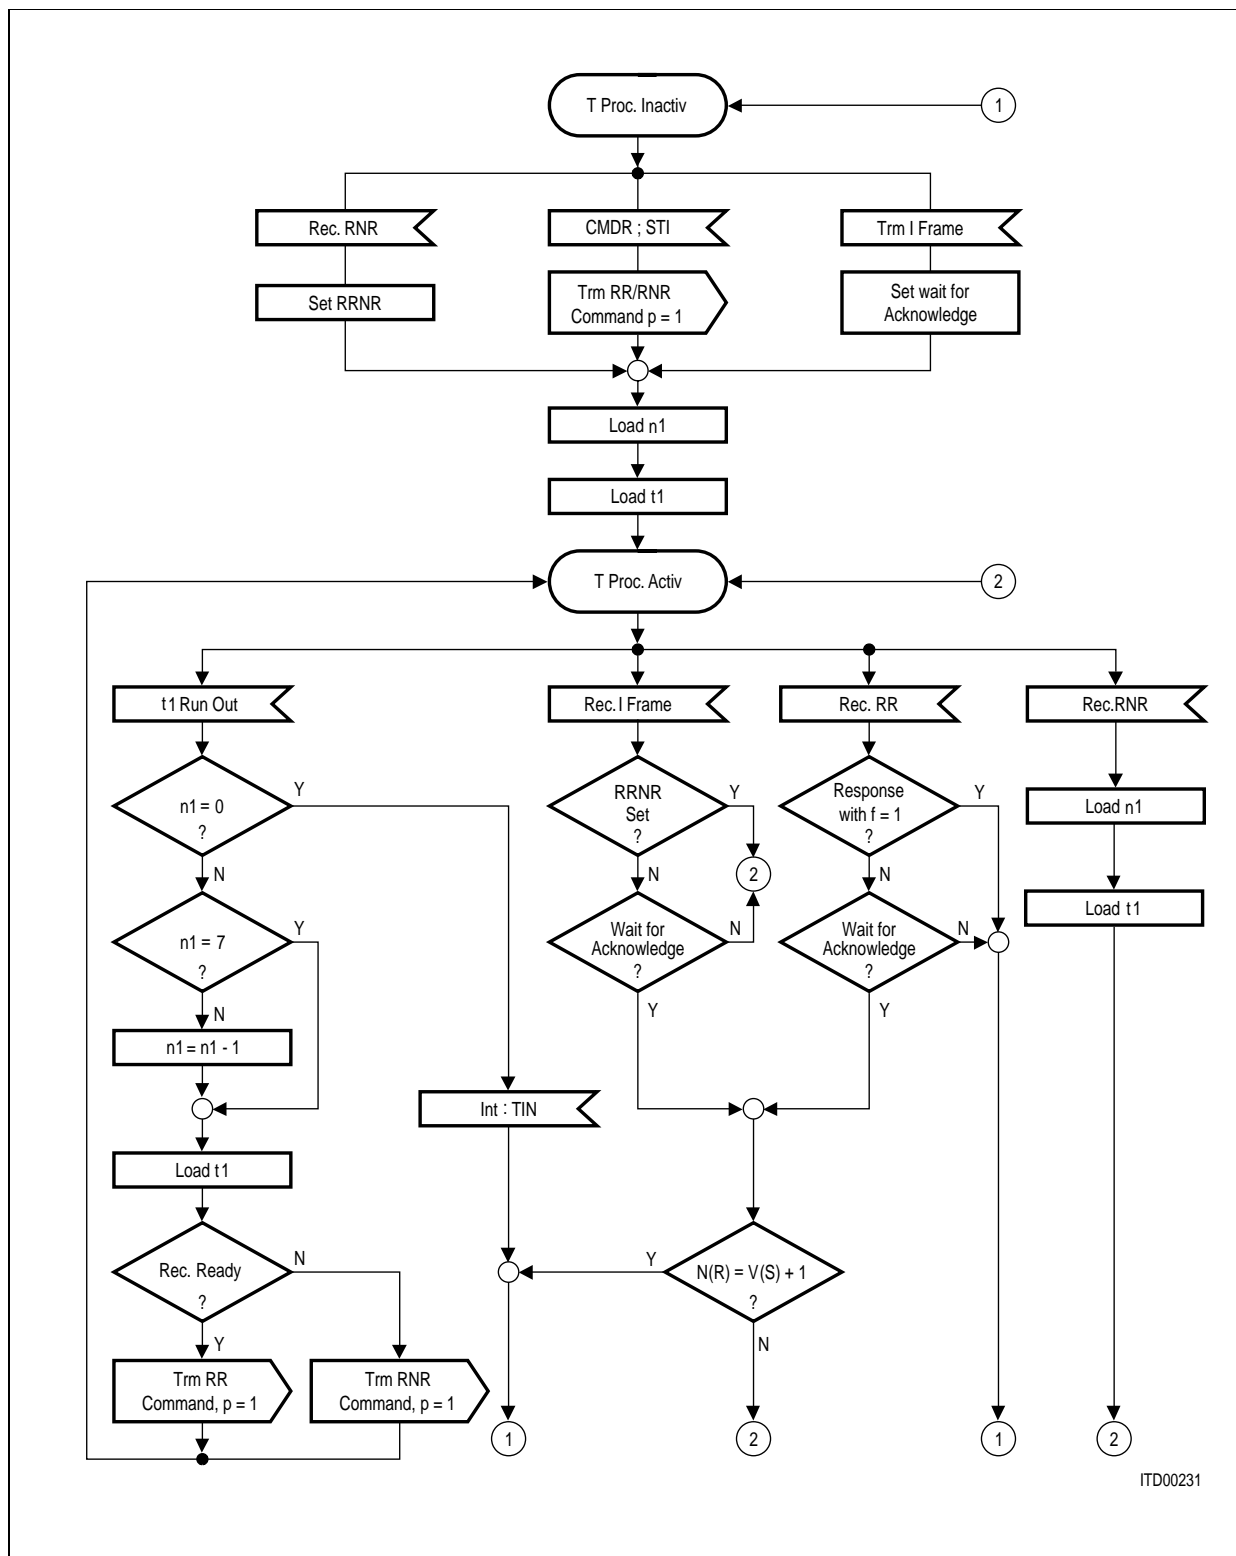 T Proc. Inactiv
1
Rec. RNR
CMDR ; STI
Trm I Frame
Set RRNR
Trm RR/RNR
Command p = 1
Set wait for
Acknowledge
Load n1
Load t1
T Proc. Activ
2
t1 Run Out
Rec. I Frame
Rec. RR
Rec.RNR
n1 = 0
?
Y
N
RRNR
Set
?
Y
N
Response
with f = 1
?
Y
N
Load n1
2
n1 = 7
?
Y
N
Wait for
Acknowledge
?
N
Y
Wait for
Acknowledge
?
N
Y
Load t1
n1 = n1 - 1
Int : TIN
Load t1
Rec. Ready
?
N
Y
N(R) = V(S) + 1
?
Y
N
Trm RR
Command, p = 1
Trm RNR
Command, p = 1
1
2
1
2
ITD00231